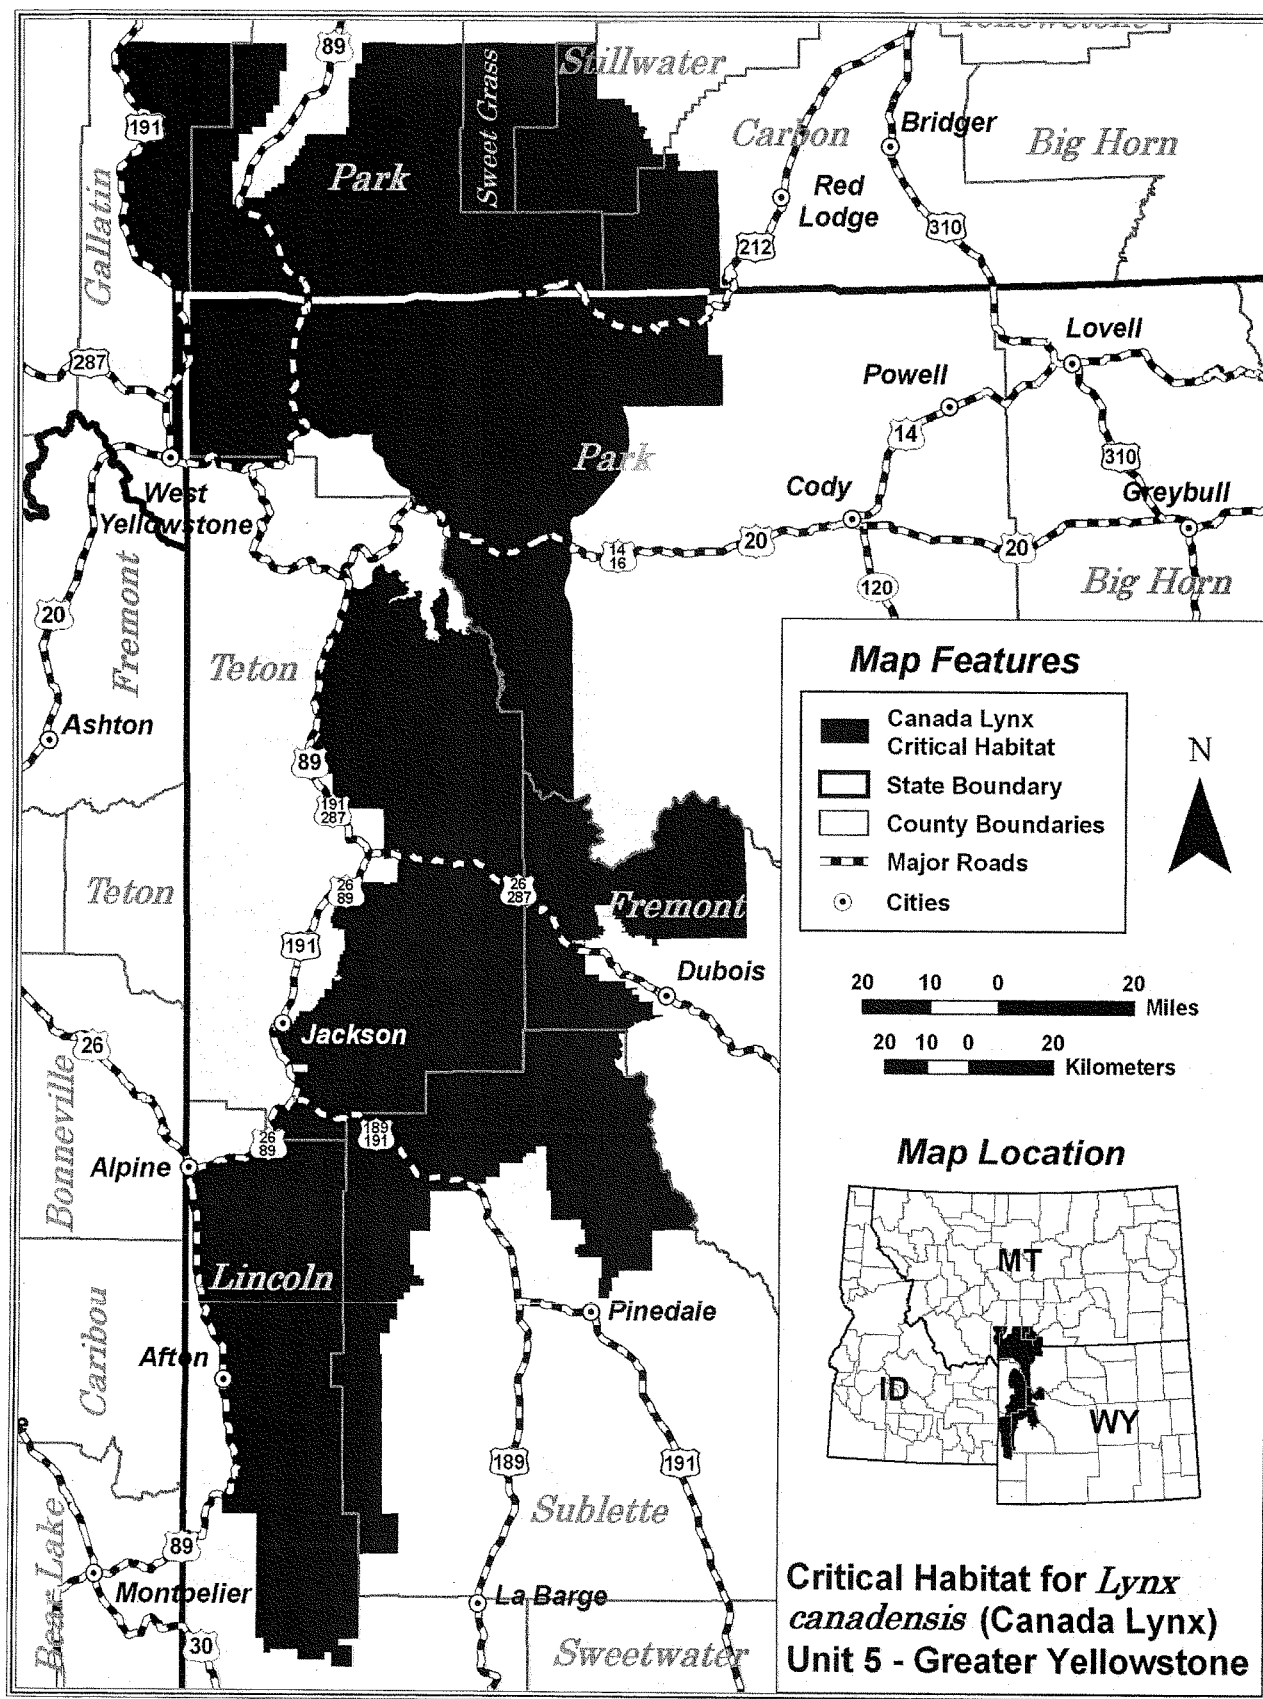 Yellowstone
89
Stillwater
Sweet Grass
191
Carbon
Bridger
Big Horn
Park
Red
Lodge
Gallatin
212
310
Lovell
287
Powell
14
Park
310
Cody
Greybull
West
Yellowstone
14
16
20
20
120
Big Horn
20
Fremont
Teton
Ashton
89
191
287
Teton
26
89
26
287
Fremont
191
Dubois
Jackson
26
Bonneville
189
191
26
89
Alpine
Lincoln
Pinedale
Caribou
Afton
189
191
Sublette
89
Bear Lake
Montpelier
La Barge
30
Sweetwater
Map Features
Canada Lynx
Critical Habitat
State Boundary
County Boundaries
Major Roads
Cities
N
20 10 0 20
Miles
20 10 0 20
Kilometers
Map Location
MT
ID
WY
Critical Habitat for Lynx
canadensis (Canada Lynx)
Unit 5 - Greater Yellowstone